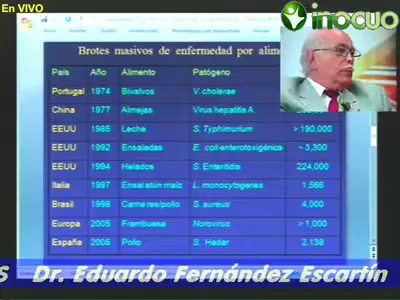 En VIVO
inocuo
Brotes masivos de enfermedad por alime
País Año Alimento Patógeno
Portugal 1974 Bivalvos V. cholerae
China 1977 Almejas Virus hepatitis A
EEUU 1985 Leche S. Typhimurium > 190,000
EEUU 1992 Ensaladas E. coli enterotoxigénico ~ 3,300
EEUU 1994 Helados S. Enteritidis 224,000
Italia 1997 Ensal atún maíz L. monocytogenes 1,566
Brasil 1998 Carne res/pollo S. aureus 4,000
Europa 2005 Frambuesa Norovirus > 1,000
España 2005 Pollo S. Hadar 2,138
S Dr. Eduardo Fernández Escartín